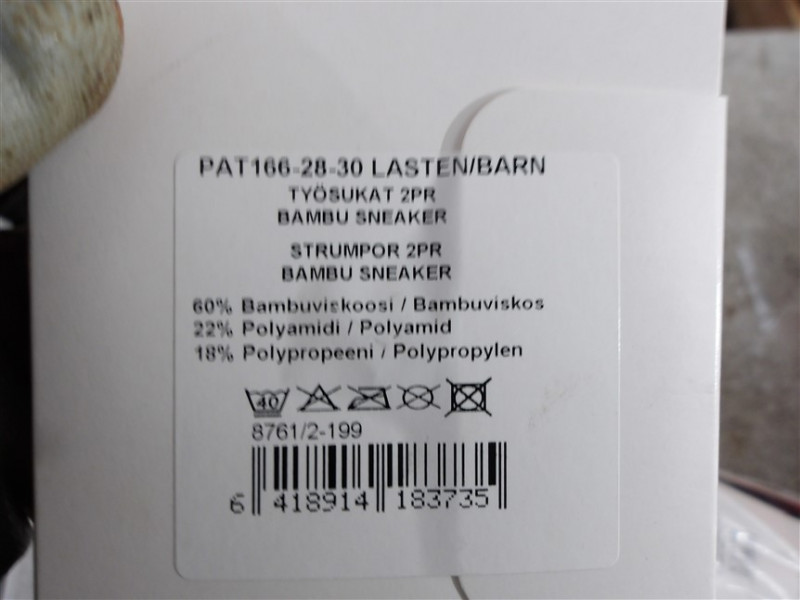 PAT166-28-30 LASTEN/BARN
TYÖSUKAT 2PR
BAMBU SNEAKER
STRUMPOR 2PR
BAMBU SNEAKER
60% Bambuviskoosi / Bambuviskos
22% Polyamidi / Polyamid
18% Polypropeeni / Polypropylen
40
8761/2-199
6 418914 183735